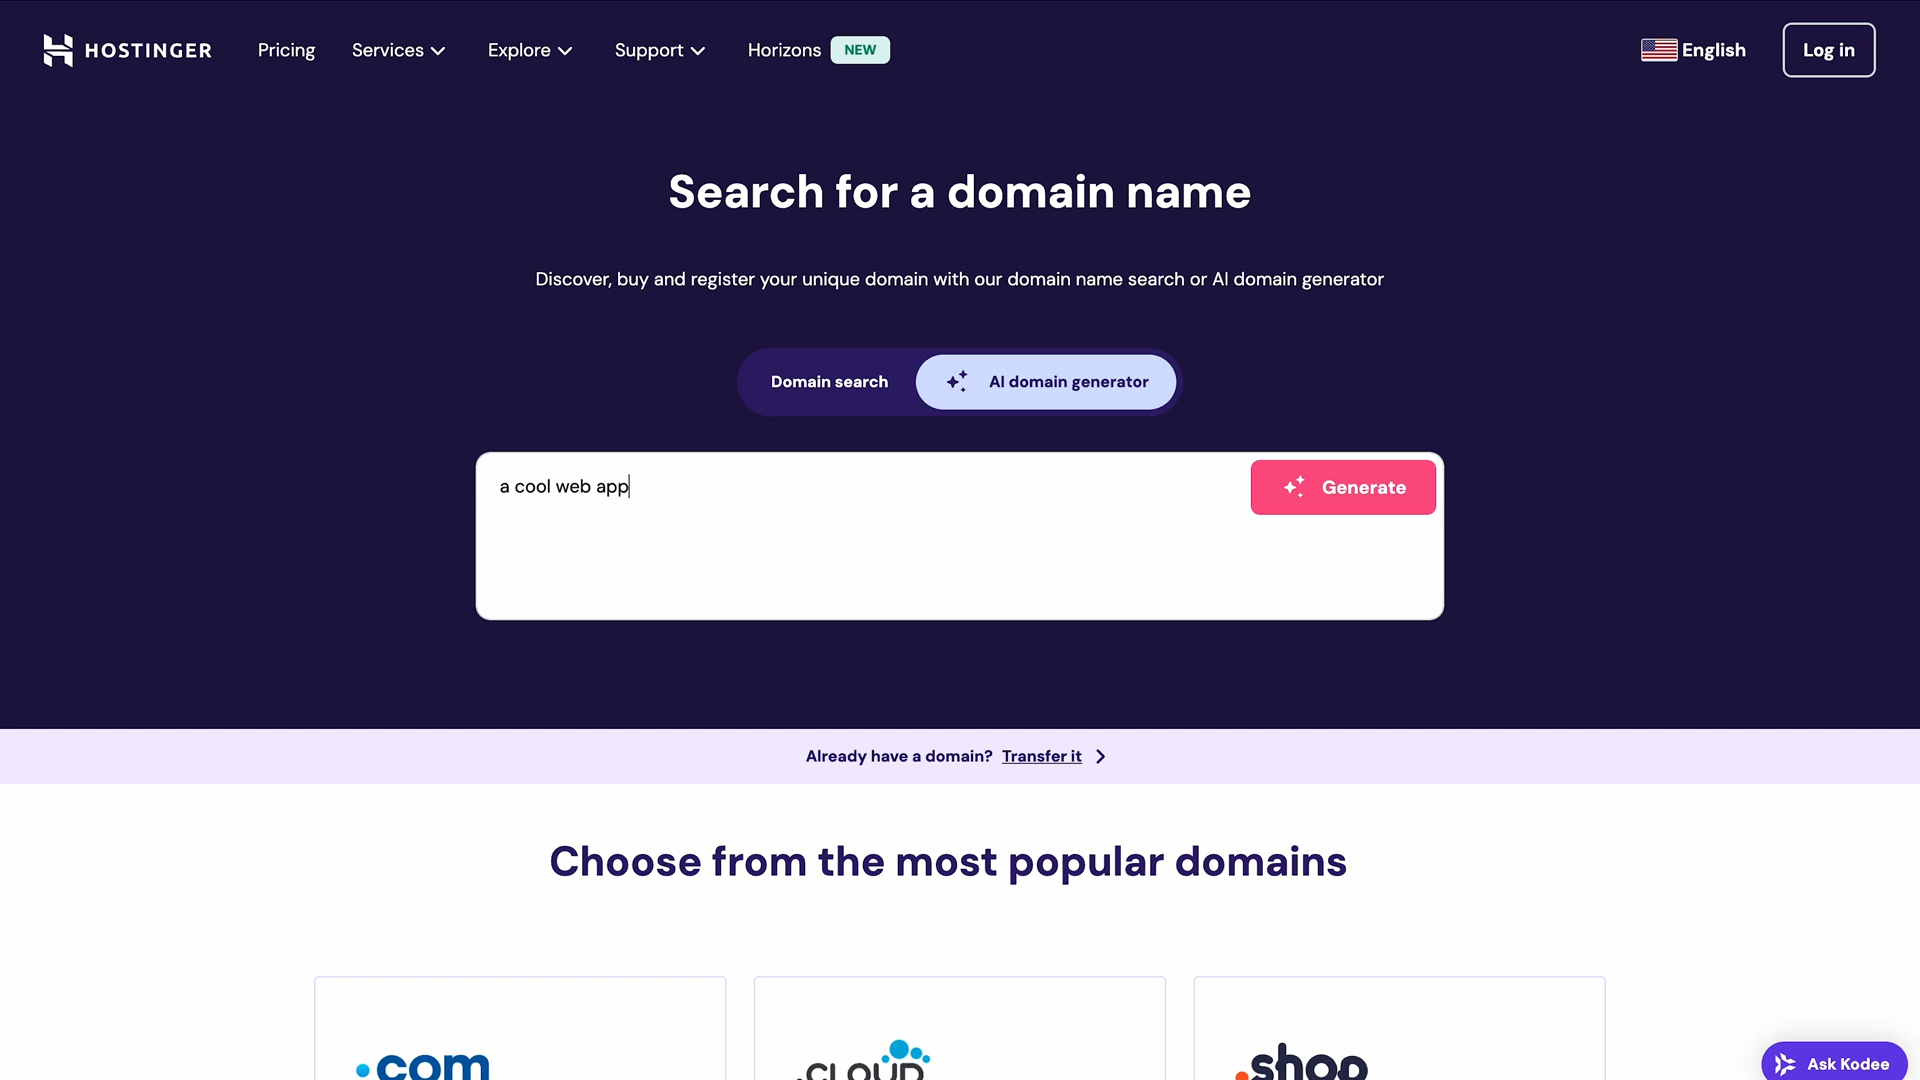 HOSTINGER Pricing Services Explore Support Horizons NEW English Log in
Search for a domain name
Discover, buy and register your unique domain with our domain name search or AI domain generator
Domain search AI domain generator
a cool web app Generate
Already have a domain? Transfer it
Choose from the most popular domains
.com .CLOUD .shop
Ask Kodee